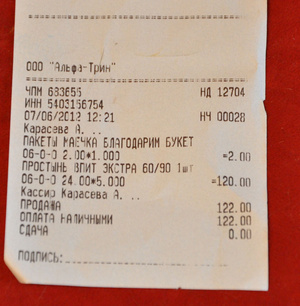 ООО "Альфа-Трин"
ЧПМ 683656 НД 12704
ИНН 5403156754
07/06/2012 12:21 НЧ 00028
Карасева А. ..
ПАКЕТЫ МАЕЧКА БЛАГОДАРИМ БУКЕТ
06-0-0 2.00*1.000 =2.00
ПРОСТЫНЬ ВПИТ ЭКСТРА 60/90 1шт
06-0-0 24.00*5.000 =120.00
Кассир Карасева А. ..
ПРОДАЖА 122.00
ОПЛАТА НАЛИЧНЫМИ 122.00
СДАЧА 0.00
ПОДПИСЬ: